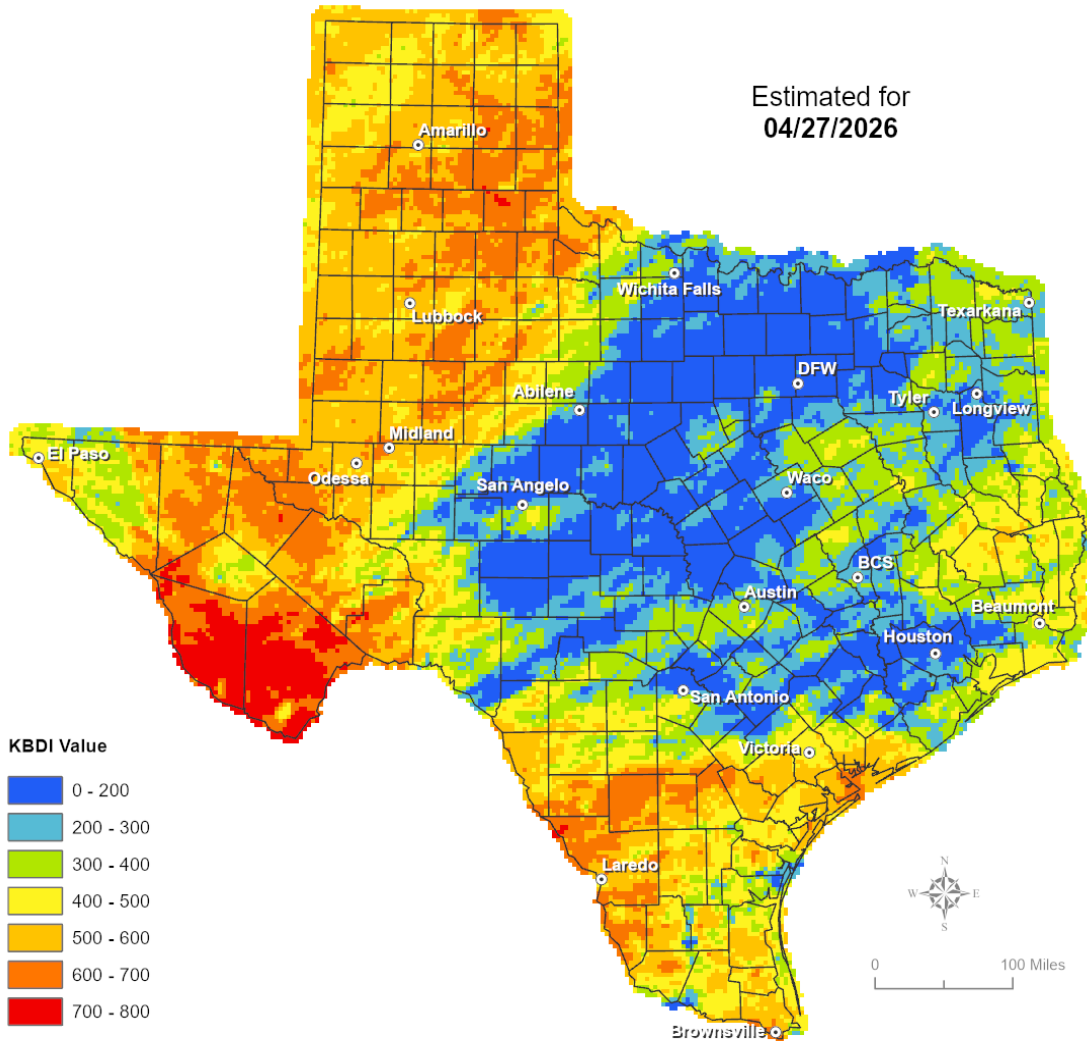 Estimated for
04/27/2026
Amarillo
Wichita Falls
Lubbock
Texarkana
DFW
Abilene
Tyler
Longview
Midland
El Paso
Odessa
San Angelo
Waco
BCS
Austin
Beaumont
Houston
San Antonio
Victoria
Laredo
Brownsville
KBDI Value
0 - 200
200 - 300
300 - 400
400 - 500
500 - 600
600 - 700
700 - 800
N
W E
S
0 100 Miles